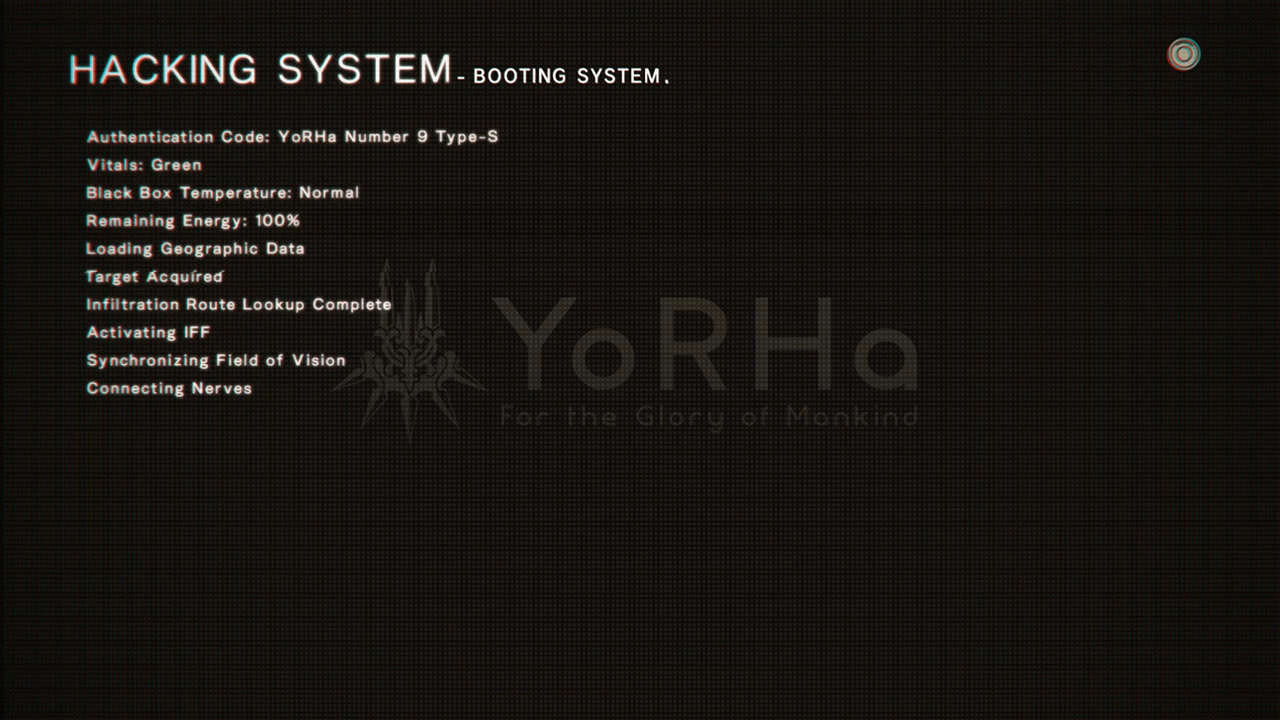 HACKING SYSTEM - BOOTING SYSTEM.
Authentication Code: YoRHa Number 9 Type-S
Vitals: Green
Black Box Temperature: Normal
Remaining Energy: 100%
Loading Geographic Data
Target Acquired
Infiltration Route Lookup Complete
Activating IFF
Synchronizing Field of Vision
Connecting Nerves
YoRHa
For the Glory of Mankind